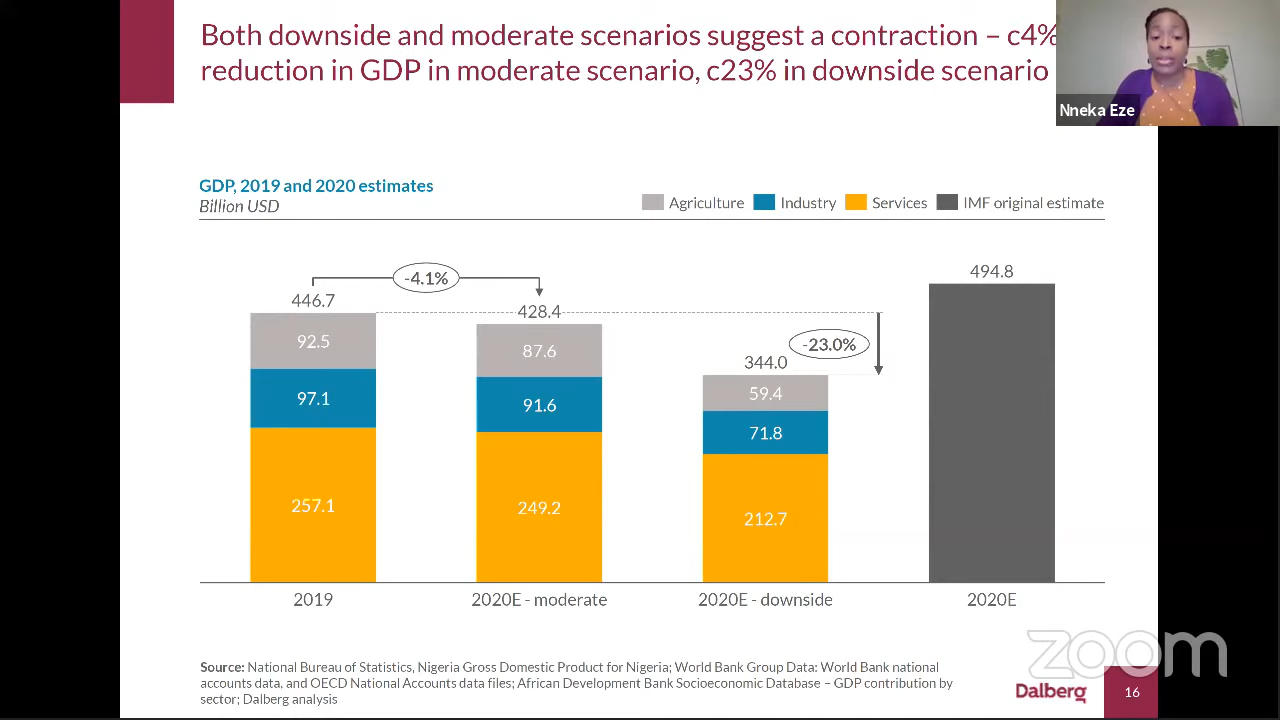 Both downside and moderate scenarios suggest a contraction – c4%
reduction in GDP in moderate scenario, c23% in downside scenario
Nneka Eze
GDP, 2019 and 2020 estimates
Billion USD
Agriculture
Industry
Services
IMF original estimate
-4.1%
446.7
428.4
-23.0%
344.0
494.8
92.5
87.6
59.4
97.1
91.6
71.8
257.1
249.2
212.7
2019
2020E - moderate
2020E - downside
2020E
zoom
Source: National Bureau of Statistics, Nigeria Gross Domestic Product for Nigeria; World Bank Group Data: World Bank national
accounts data, and OECD National Accounts data files; African Development Bank Socioeconomic Database – GDP contribution by
sector; Dalberg analysis
Dalberg
16